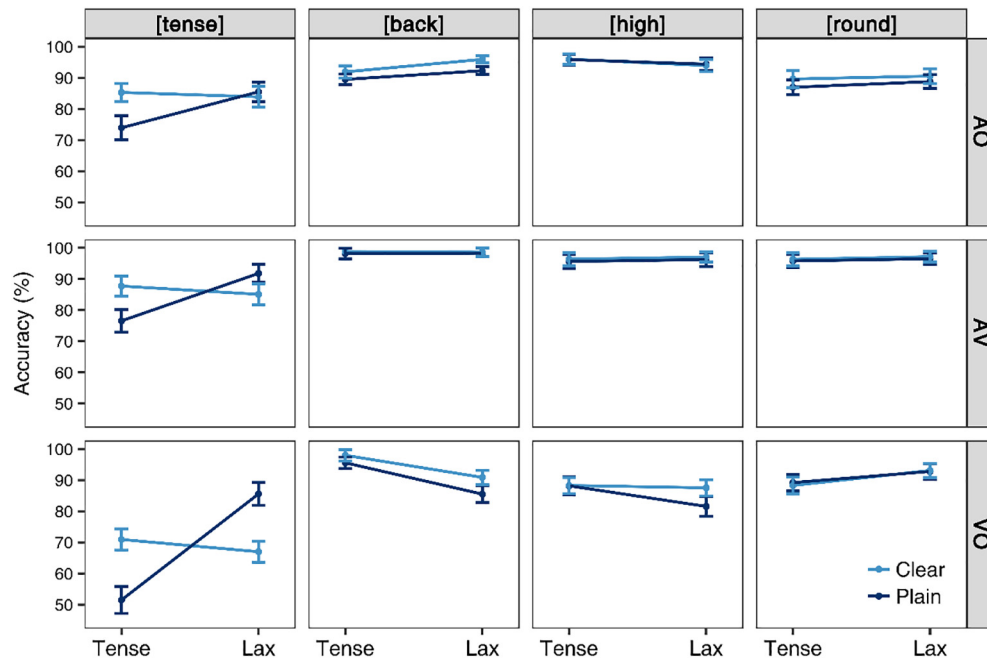 [tense] [back] [high] [round]
100
90
80
70
60
50
AO
100
90
80
70
60
50
AV
100
90
80
70
60
50
VO
Accuracy (%)
Clear
Plain
Tense Lax Tense Lax Tense Lax Tense Lax